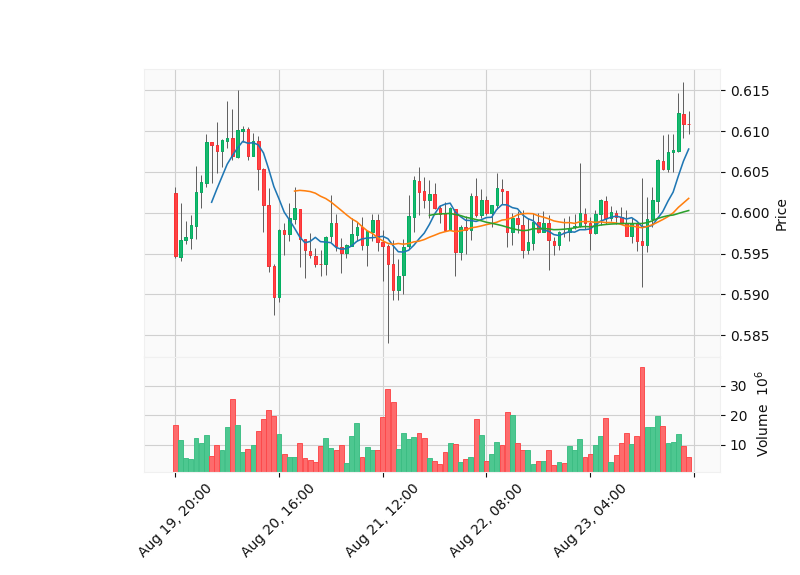 0.615
0.610
0.605
0.600
0.595
0.590
0.585
Price
30
20
10
Volume 10^6
Aug 19, 20:00
Aug 20, 16:00
Aug 21, 12:00
Aug 22, 08:00
Aug 23, 04:00